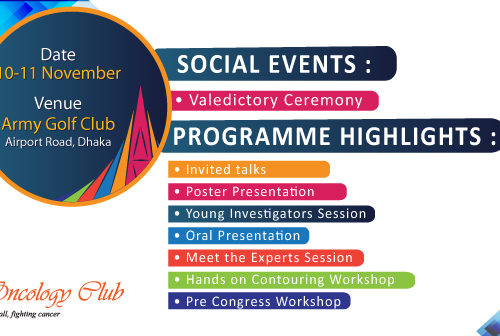 Date
10-11 November
Venue
Army Golf Club
Airport Road, Dhaka
SOCIAL EVENTS :
• Valedictory Ceremony
PROGRAMME HIGHLIGHTS :
• Invited talks
• Poster Presentation
• Young Investigators Session
• Oral Presentation
• Meet the Experts Session
• Hands on Contouring Workshop
• Pre Congress Workshop
Oncology Club
all, fighting cancer